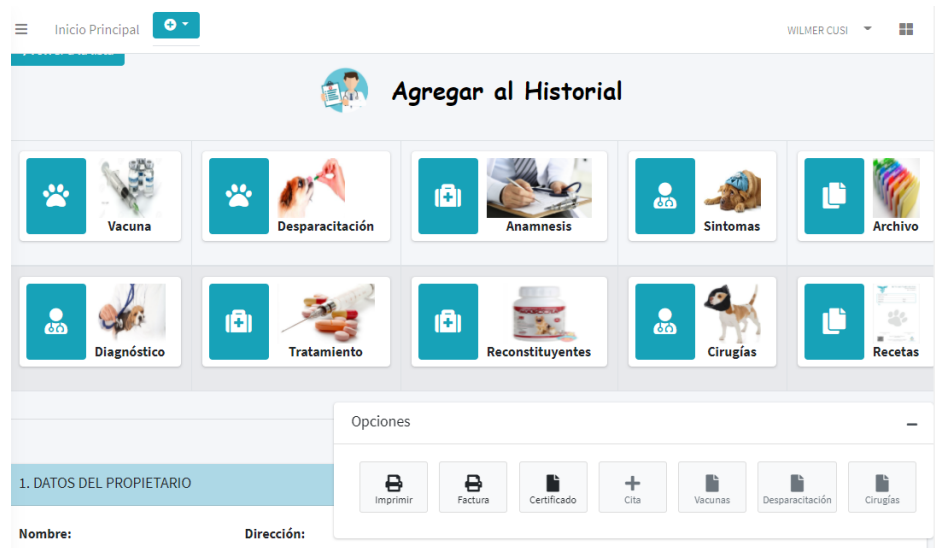 Inicio Principal
WILMER CUSI
Agregar al Historial
Vacuna
Desparacitación
Anamnesis
Sintomas
Archivo
Diagnóstico
Tratamiento
Reconstituyentes
Cirugías
Recetas
Opciones
Imprimir
Factura
Certificado
Cita
Vacunas
Desparacitación
Cirugías
1. DATOS DEL PROPIETARIO
Nombre:
Dirección: